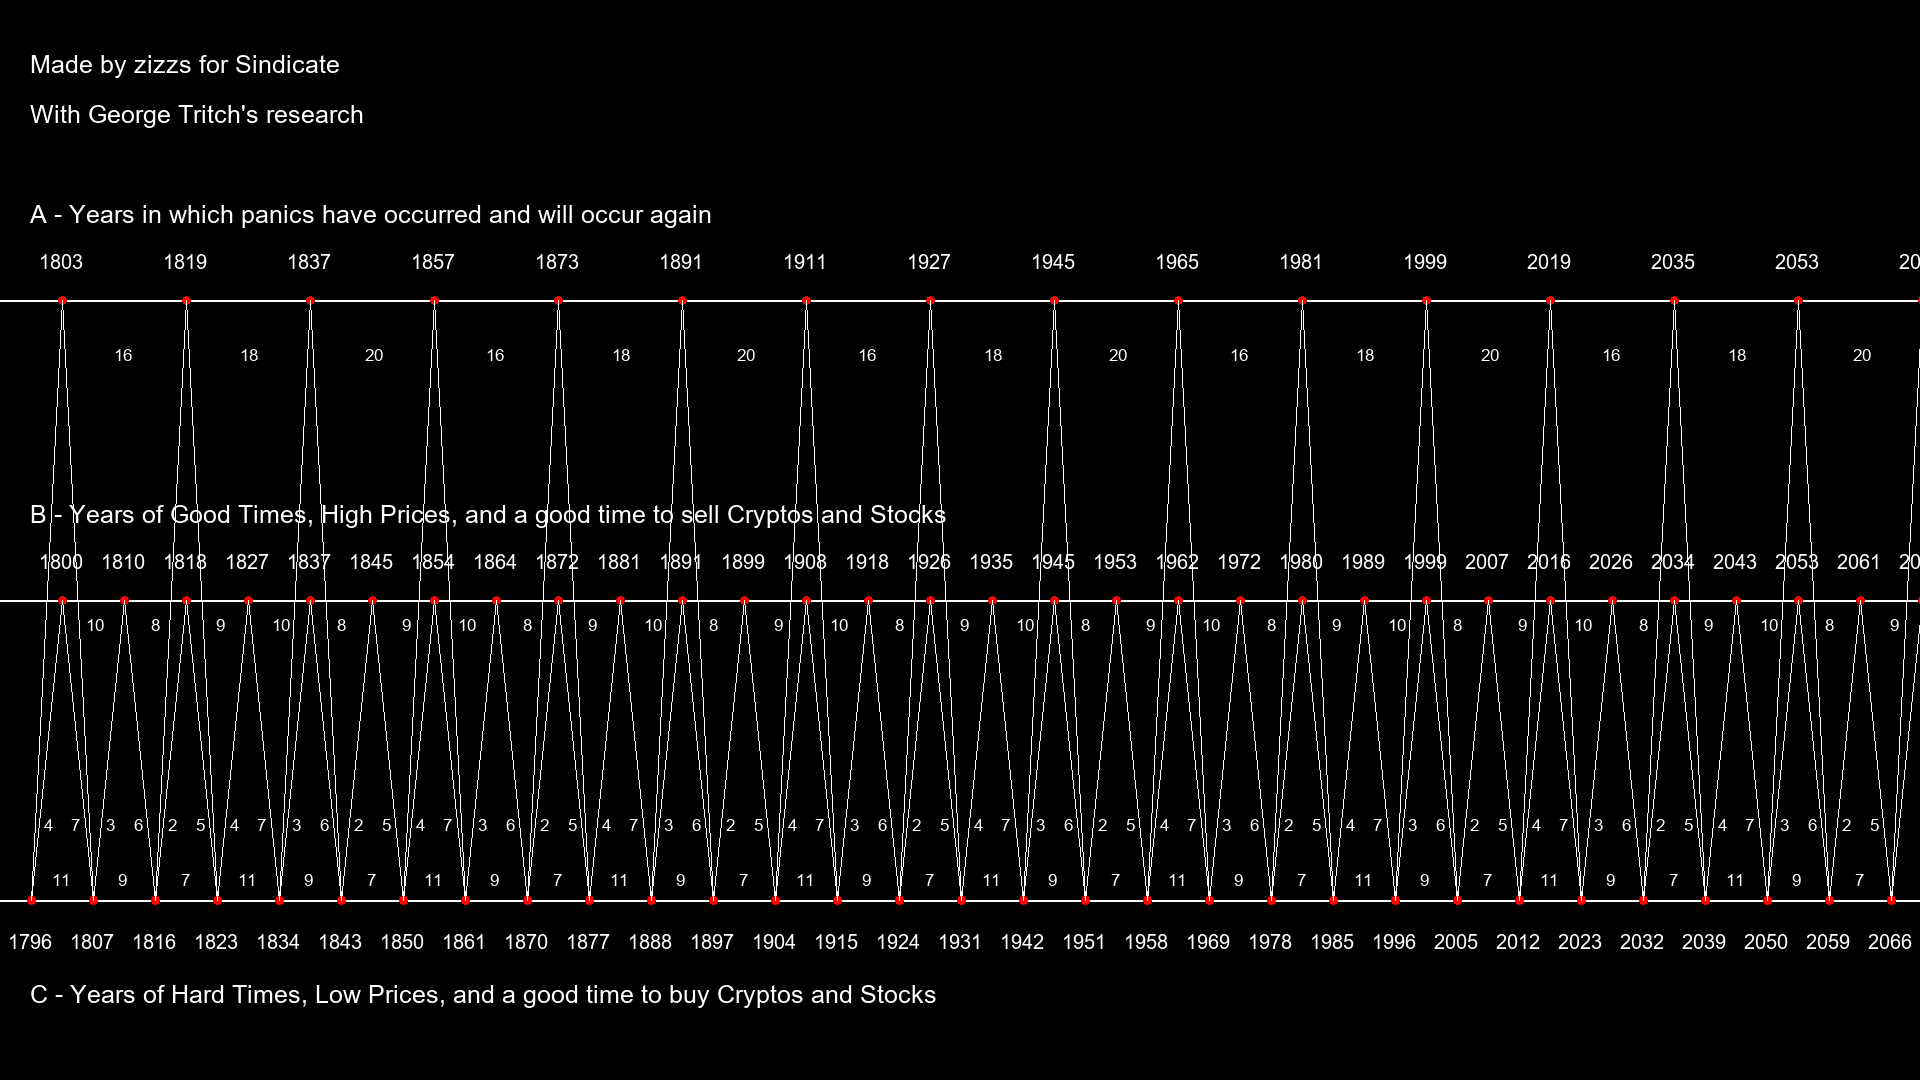 Made by zizzs for Sindicate
With George Tritch's research
A - Years in which panics have occurred and will occur again
1803 1819 1837 1857 1873 1891 1911 1927 1945 1965 1981 1999 2019 2035 2053 20
16 18 20 16 18 20 16 18 20 16 18 20 16 18 20
B - Years of Good Times, High Prices, and a good time to sell Cryptos and Stocks
1800 1810 1818 1827 1837 1845 1854 1864 1872 1881 1891 1899 1908 1918 1926 1935 1945 1953 1962 1972 1980 1989 1999 2007 2016 2026 2034 2043 2053 2061 20
10 8 9 10 8 9 10 8 9 10 8 9 10 8 9 10 8 9 10 8 9 10 8 9 10 8 9 10 8 9
4 7 3 6 2 5 4 7 3 6 2 5 4 7 3 6 2 5 4 7 3 6 2 5 4 7 3 6 2 5 4 7 3 6 2 5 4 7 3 6 2 5 4 7 3 6 2 5 4 7 3 6 2 5 4 7 3 6 2 5
11 9 7 11 9 7 11 9 7 11 9 7 11 9 7 11 9 7 11 9 7 11 9 7 11 9 7 11 9 7
1796 1807 1816 1823 1834 1843 1850 1861 1870 1877 1888 1897 1904 1915 1924 1931 1942 1951 1958 1969 1978 1985 1996 2005 2012 2023 2032 2039 2050 2059 2066
C - Years of Hard Times, Low Prices, and a good time to buy Cryptos and Stocks